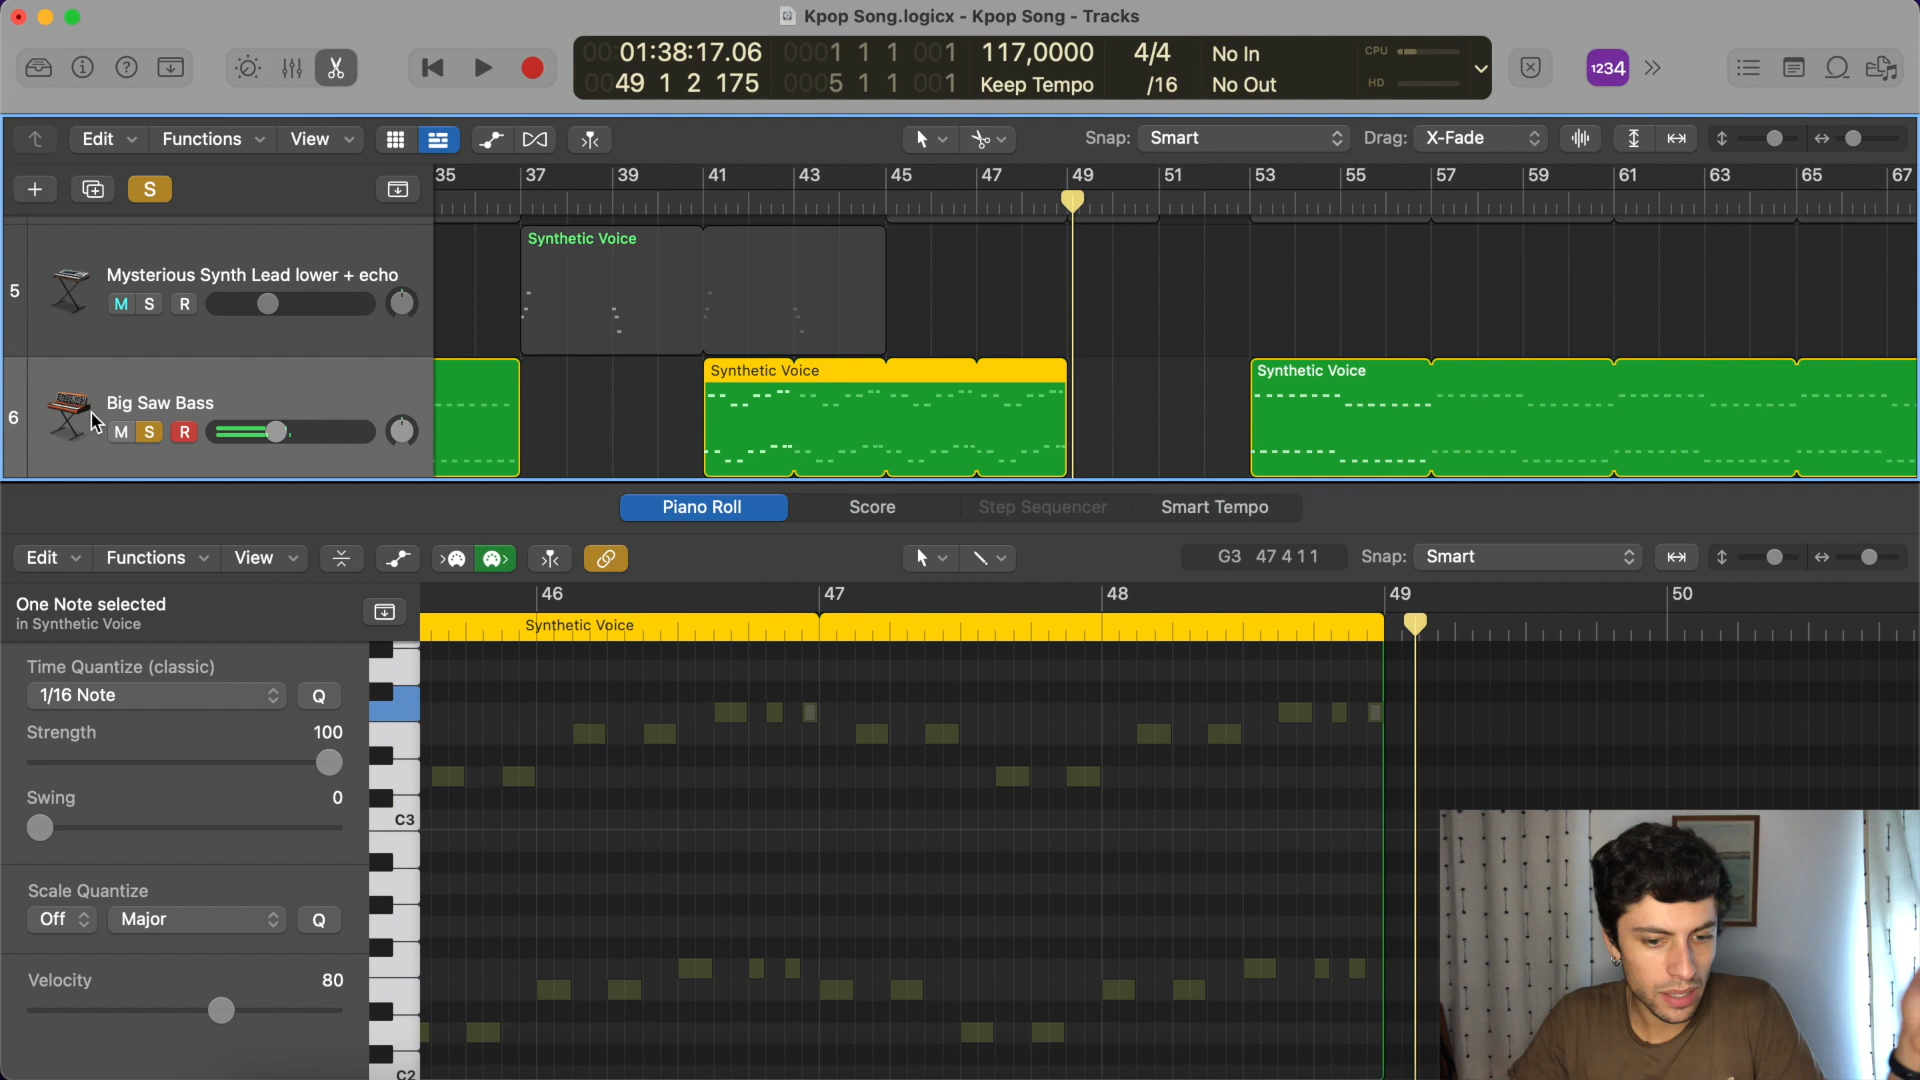 Kpop Song.logicx - Kpop Song - Tracks
01:38:17.06 0001 1 1 001 117,0000 4/4 No In CPU
49 1 2 175 0005 1 1 001 Keep Tempo /16 No Out HD
1234
Edit Functions View Snap: Smart Drag: X-Fade
S
35 37 39 41 43 45 47 49 51 53 55 57 59 61 63 65 67
Synthetic Voice
5 Mysterious Synth Lead lower + echo
M S R
Synthetic Voice Synthetic Voice
6 Big Saw Bass
M S R
Piano Roll Score Step Sequencer Smart Tempo
Edit Functions View G3 47 4 1 1 Snap: Smart
46 47 48 49 50
One Note selected
in Synthetic Voice
Synthetic Voice
Time Quantize (classic)
1/16 Note Q
Strength 100
Swing 0
C3
Scale Quantize
Off Major Q
Velocity 80
C2